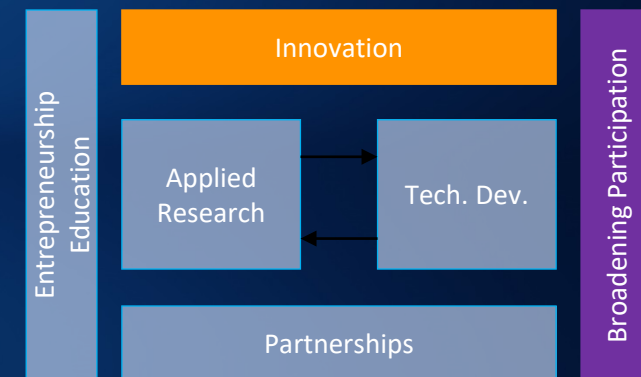 Entrepreneurship
Education
Innovation
Applied
Research
Tech. Dev.
Partnerships
Broadening Participation